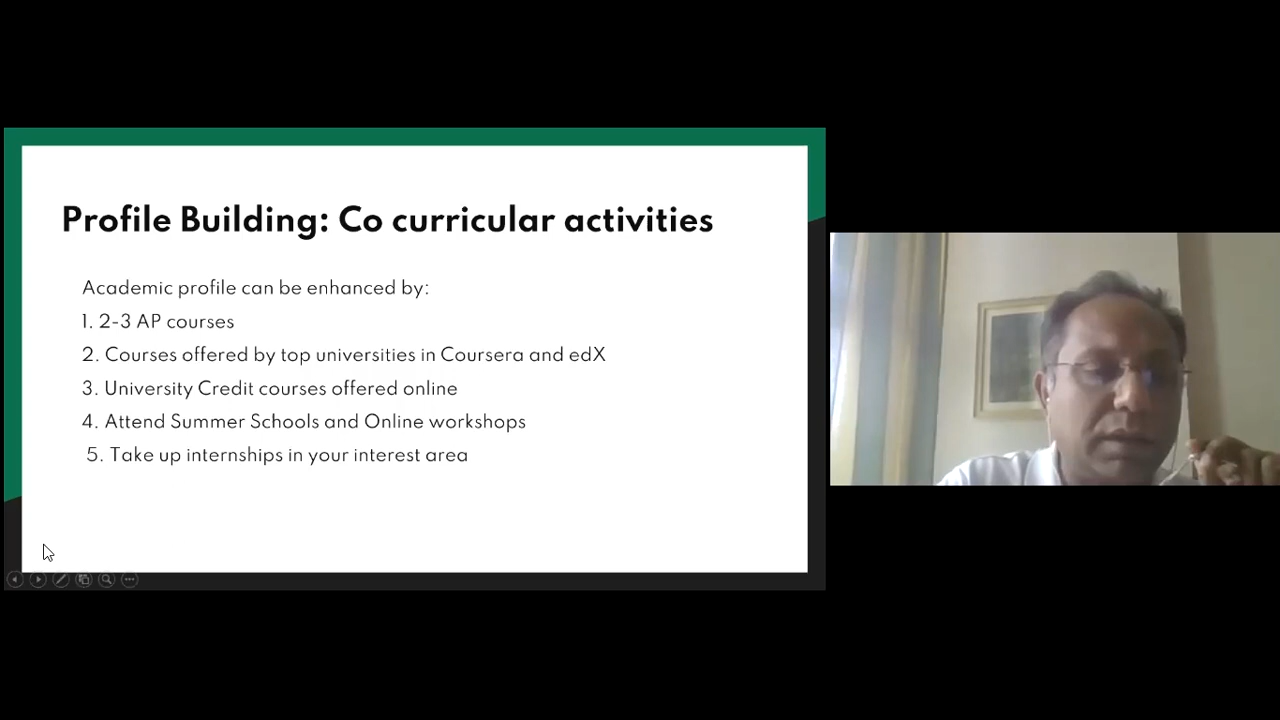 Profile Building: Co curricular activities
Academic profile can be enhanced by:
1. 2-3 AP courses
2. Courses offered by top universities in Coursera and edX
3. University Credit courses offered online
4. Attend Summer Schools and Online workshops
5. Take up internships in your interest area